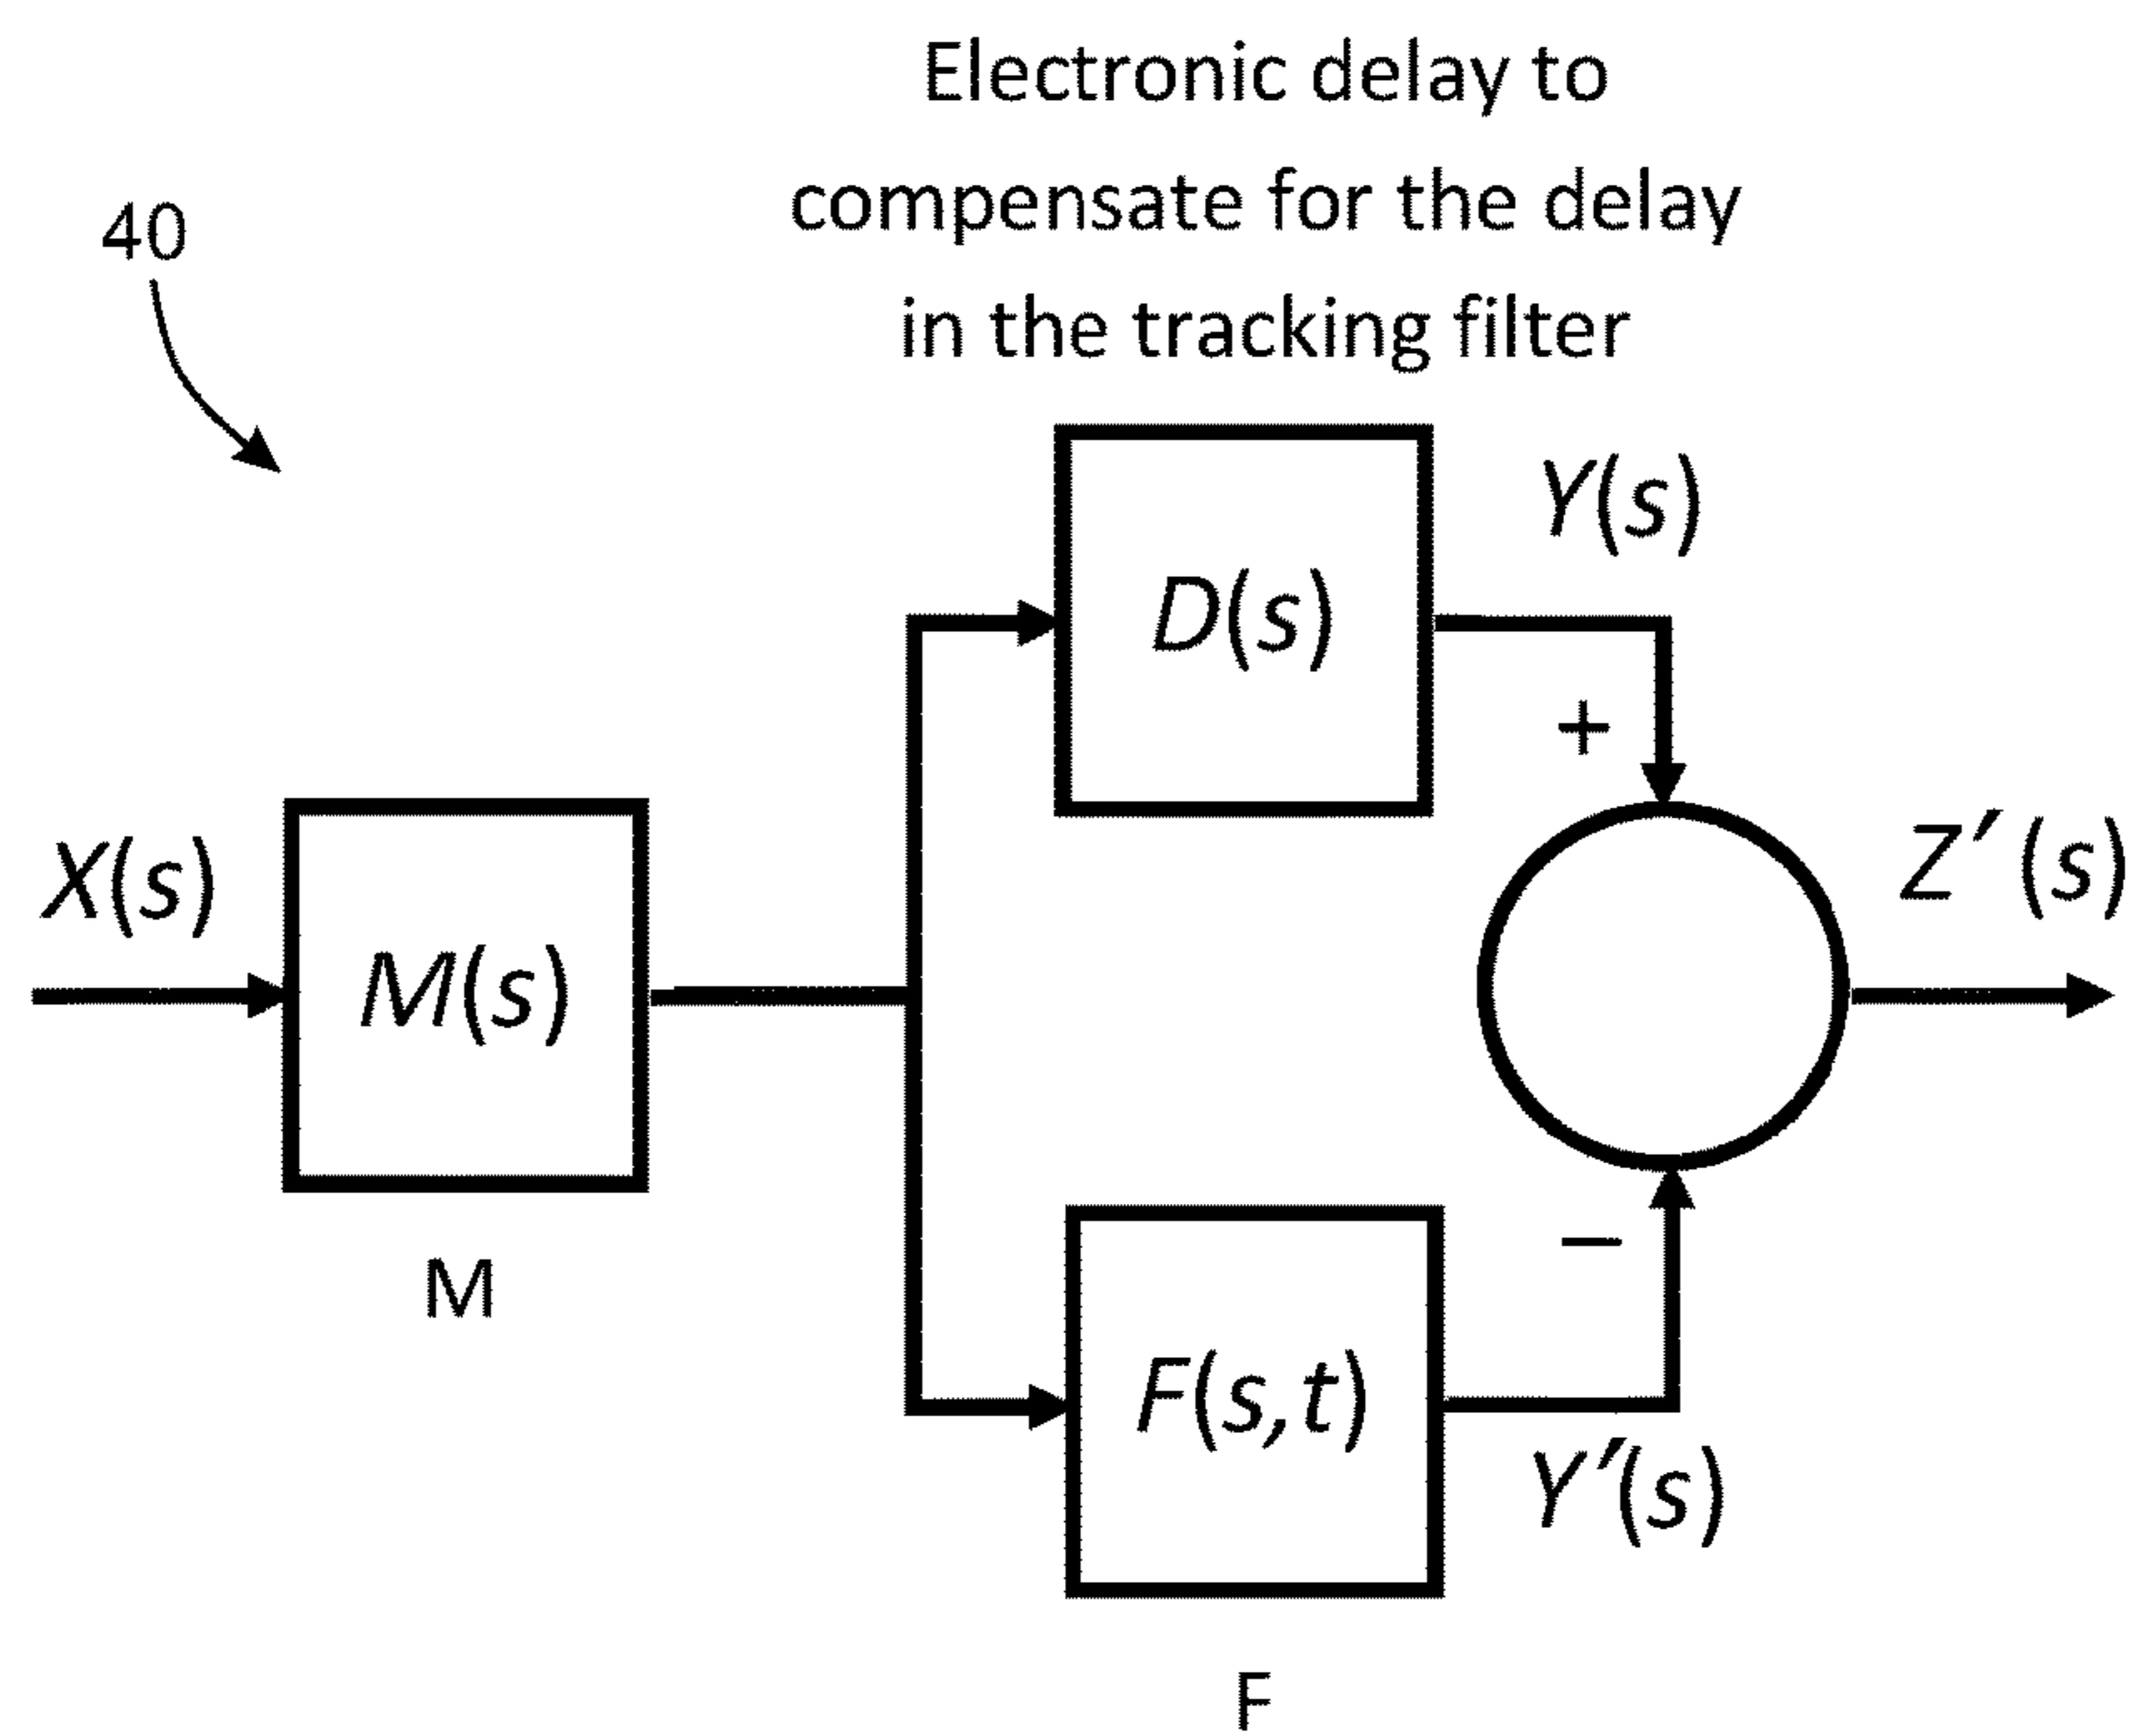 Electronic delay to
compensate for the delay
in the tracking filter
40
Y(s)
D(s)
+
X(s)
Z′(s)
M(s)
M
−
F(s,t)
Y′(s)
F